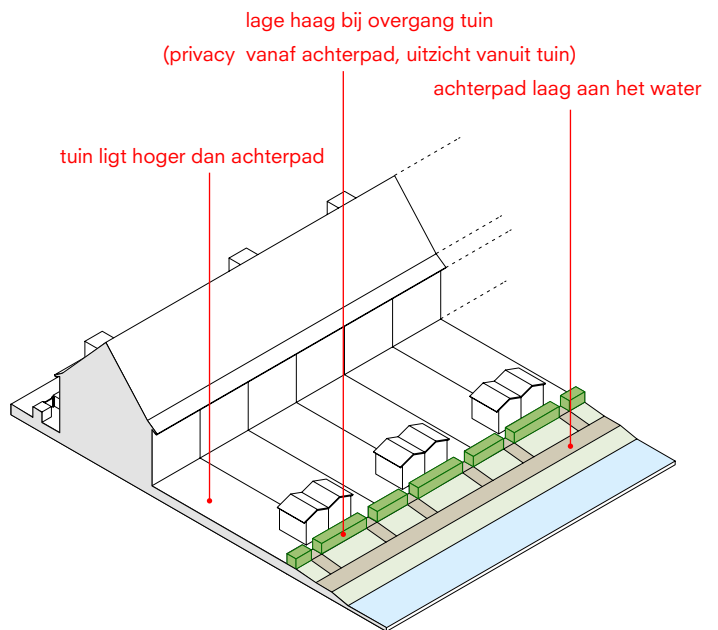 lage haag bij overgang tuin
(privacy vanaf achterpad, uitzicht vanuit tuin)
achterpad laag aan het water
tuin ligt hoger dan achterpad